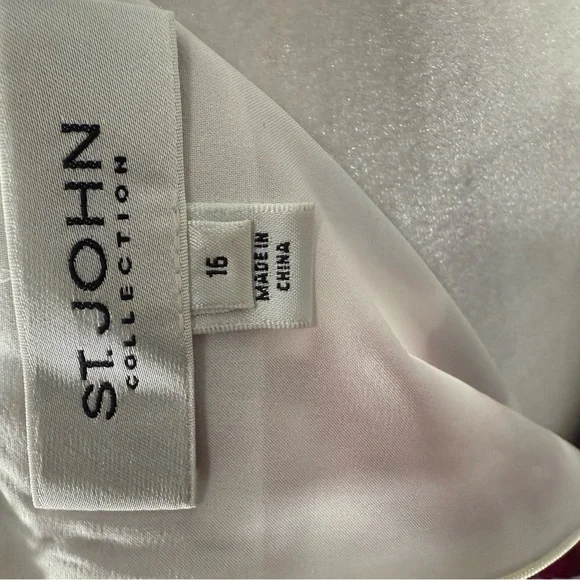 ST. JOHN
COLLECTION
16
MADE IN
CHINA